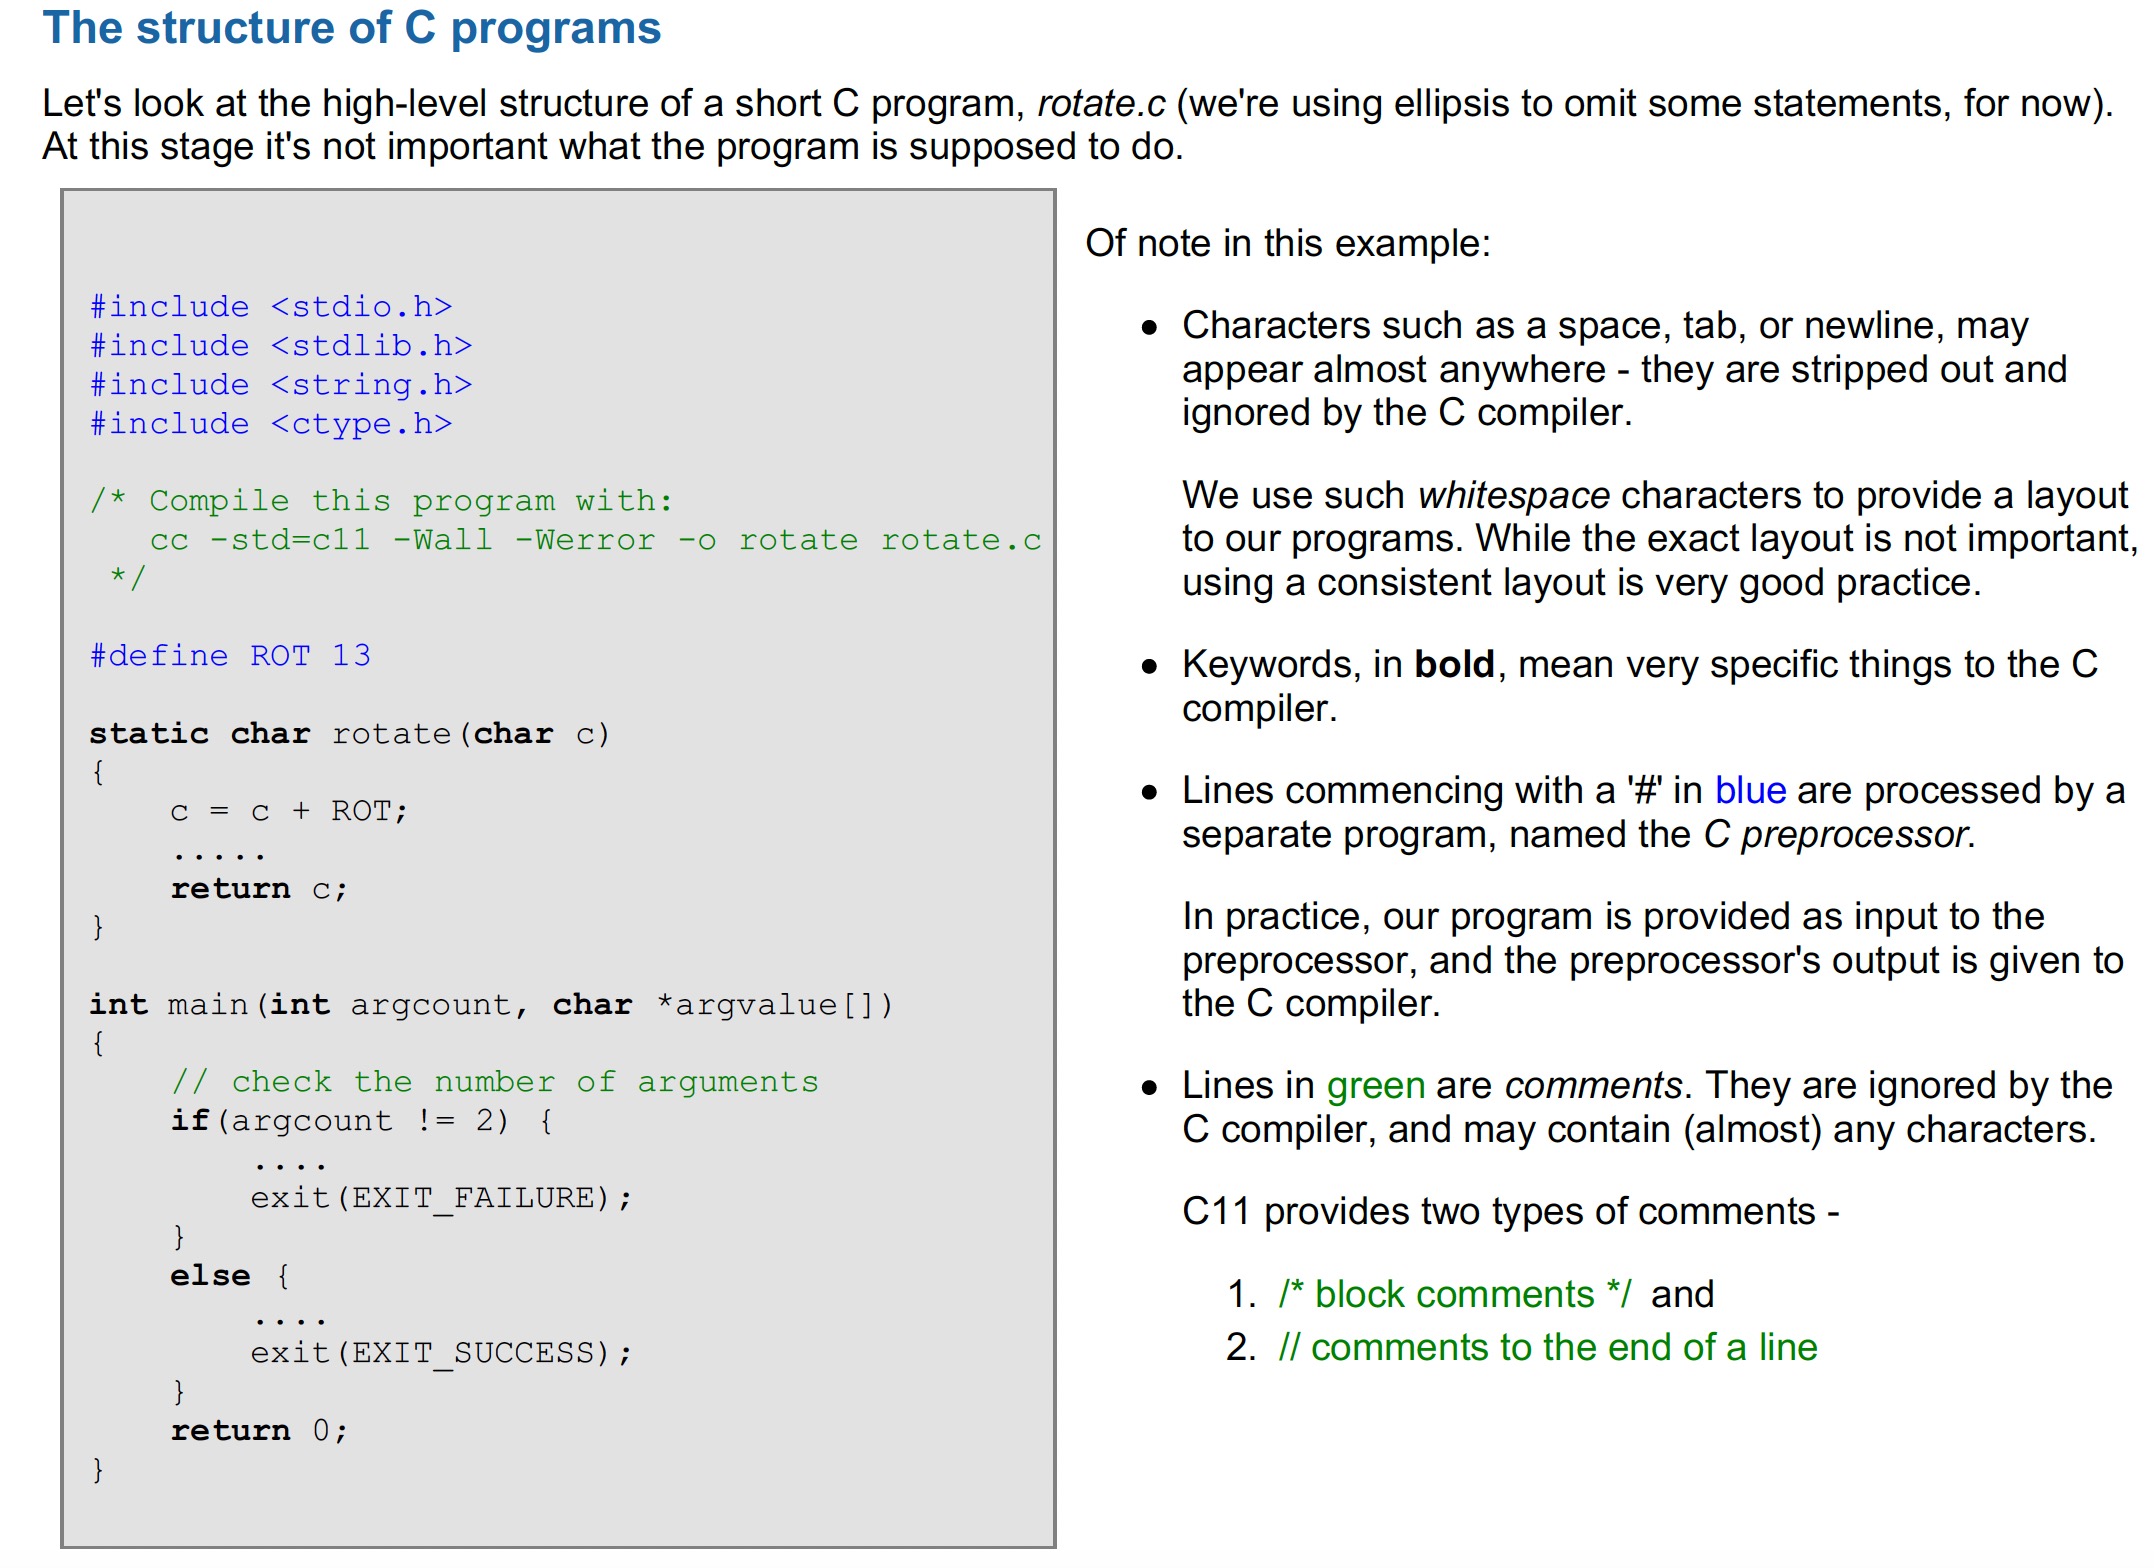 The structure of C programs
Let's look at the high-level structure of a short C program, rotate.c (we're using ellipsis to omit some statements, for now).
At this stage it's not important what the program is supposed to do.
#include <stdio.h>
#include <stdlib.h>
#include <string.h>
#include <ctype.h>
/* Compile this program with:
   cc -std=c11 -Wall -Werror -o rotate rotate.c
 */
#define ROT 13
static char rotate(char c)
{
    c = c + ROT;
    .....
    return c;
}
int main(int argcount, char *argvalue[])
{
    // check the number of arguments
    if(argcount != 2) {
        ....
        exit(EXIT_FAILURE);
    }
    else {
        ....
        exit(EXIT_SUCCESS);
    }
    return 0;
}
Of note in this example:
• Characters such as a space, tab, or newline, may
appear almost anywhere - they are stripped out and
ignored by the C compiler.
We use such whitespace characters to provide a layout
to our programs. While the exact layout is not important,
using a consistent layout is very good practice.
• Keywords, in bold, mean very specific things to the C
compiler.
• Lines commencing with a '#' in blue are processed by a
separate program, named the C preprocessor.
In practice, our program is provided as input to the
preprocessor, and the preprocessor's output is given to
the C compiler.
• Lines in green are comments. They are ignored by the
C compiler, and may contain (almost) any characters.
C11 provides two types of comments -
1. /* block comments */ and
2. // comments to the end of a line